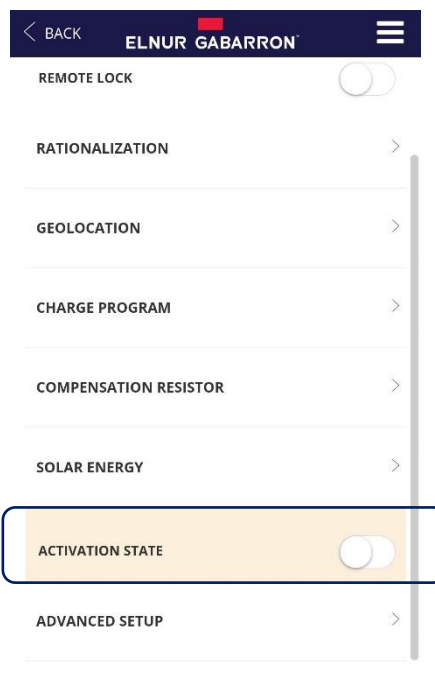 BACK
ELNUR GABARRON
REMOTE LOCK
RATIONALIZATION
GEOLOCATION
CHARGE PROGRAM
COMPENSATION RESISTOR
SOLAR ENERGY
ACTIVATION STATE
ADVANCED SETUP